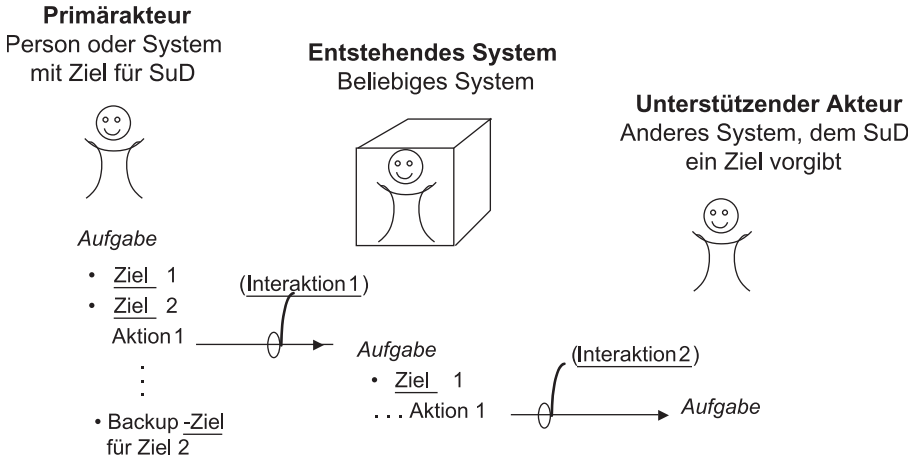 Primärakteur
Person oder System
mit Ziel für SuD
Entstehendes System
Beliebiges System
Unterstützender Akteur
Anderes System, dem SuD
ein Ziel vorgibt
Aufgabe
• Ziel 1
• Ziel 2
Aktion 1
(Interaktion 1)
• Backup -Ziel
für Ziel 2
Aufgabe
• Ziel 1
... Aktion 1
(Interaktion 2)
Aufgabe